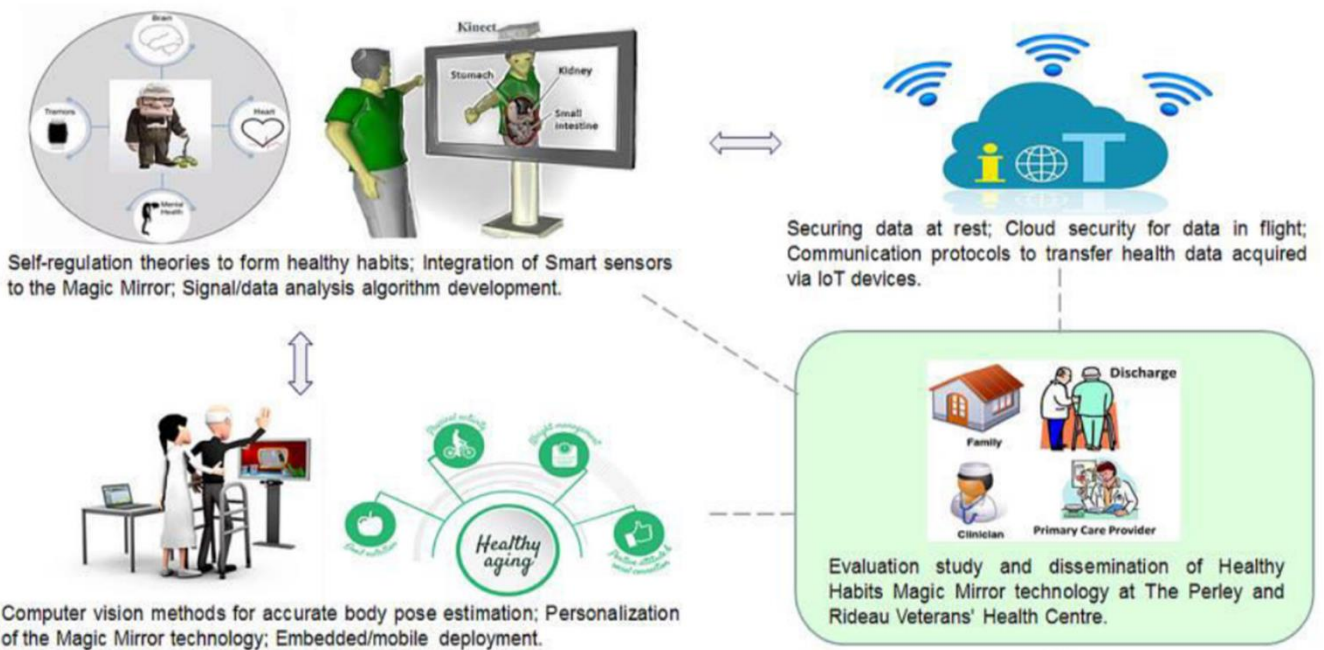 Brain
Tremors
Heart
Mental
Health
Kinect
Stomach
Kidney
Small
intestine
iOT
Self-regulation theories to form healthy habits; Integration of Smart sensors
to the Magic Mirror; Signal/data analysis algorithm development.
Securing data at rest; Cloud security for data in flight;
Communication protocols to transfer health data acquired
via IoT devices.
Physical activity
Weight management
Good nutrition
Healthy
aging
Positive attitude &
social connection
Computer vision methods for accurate body pose estimation; Personalization
of the Magic Mirror technology; Embedded/mobile deployment.
Discharge
Family
Clinician
Primary Care Provider
Evaluation study and dissemination of Healthy
Habits Magic Mirror technology at The Perley and
Rideau Veterans' Health Centre.